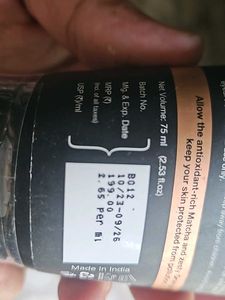 Allow the antioxidant-rich Matcha and
keep your skin protected from
Net Volume: 75 ml (2.53 fl.oz)
Batch No.
Mfg & Exp. Date
MRP (₹)
(Incl. of all taxes)
USP (₹)/ml
B012
10/23-09/26
199.00
2.65 Per ml
Made In India